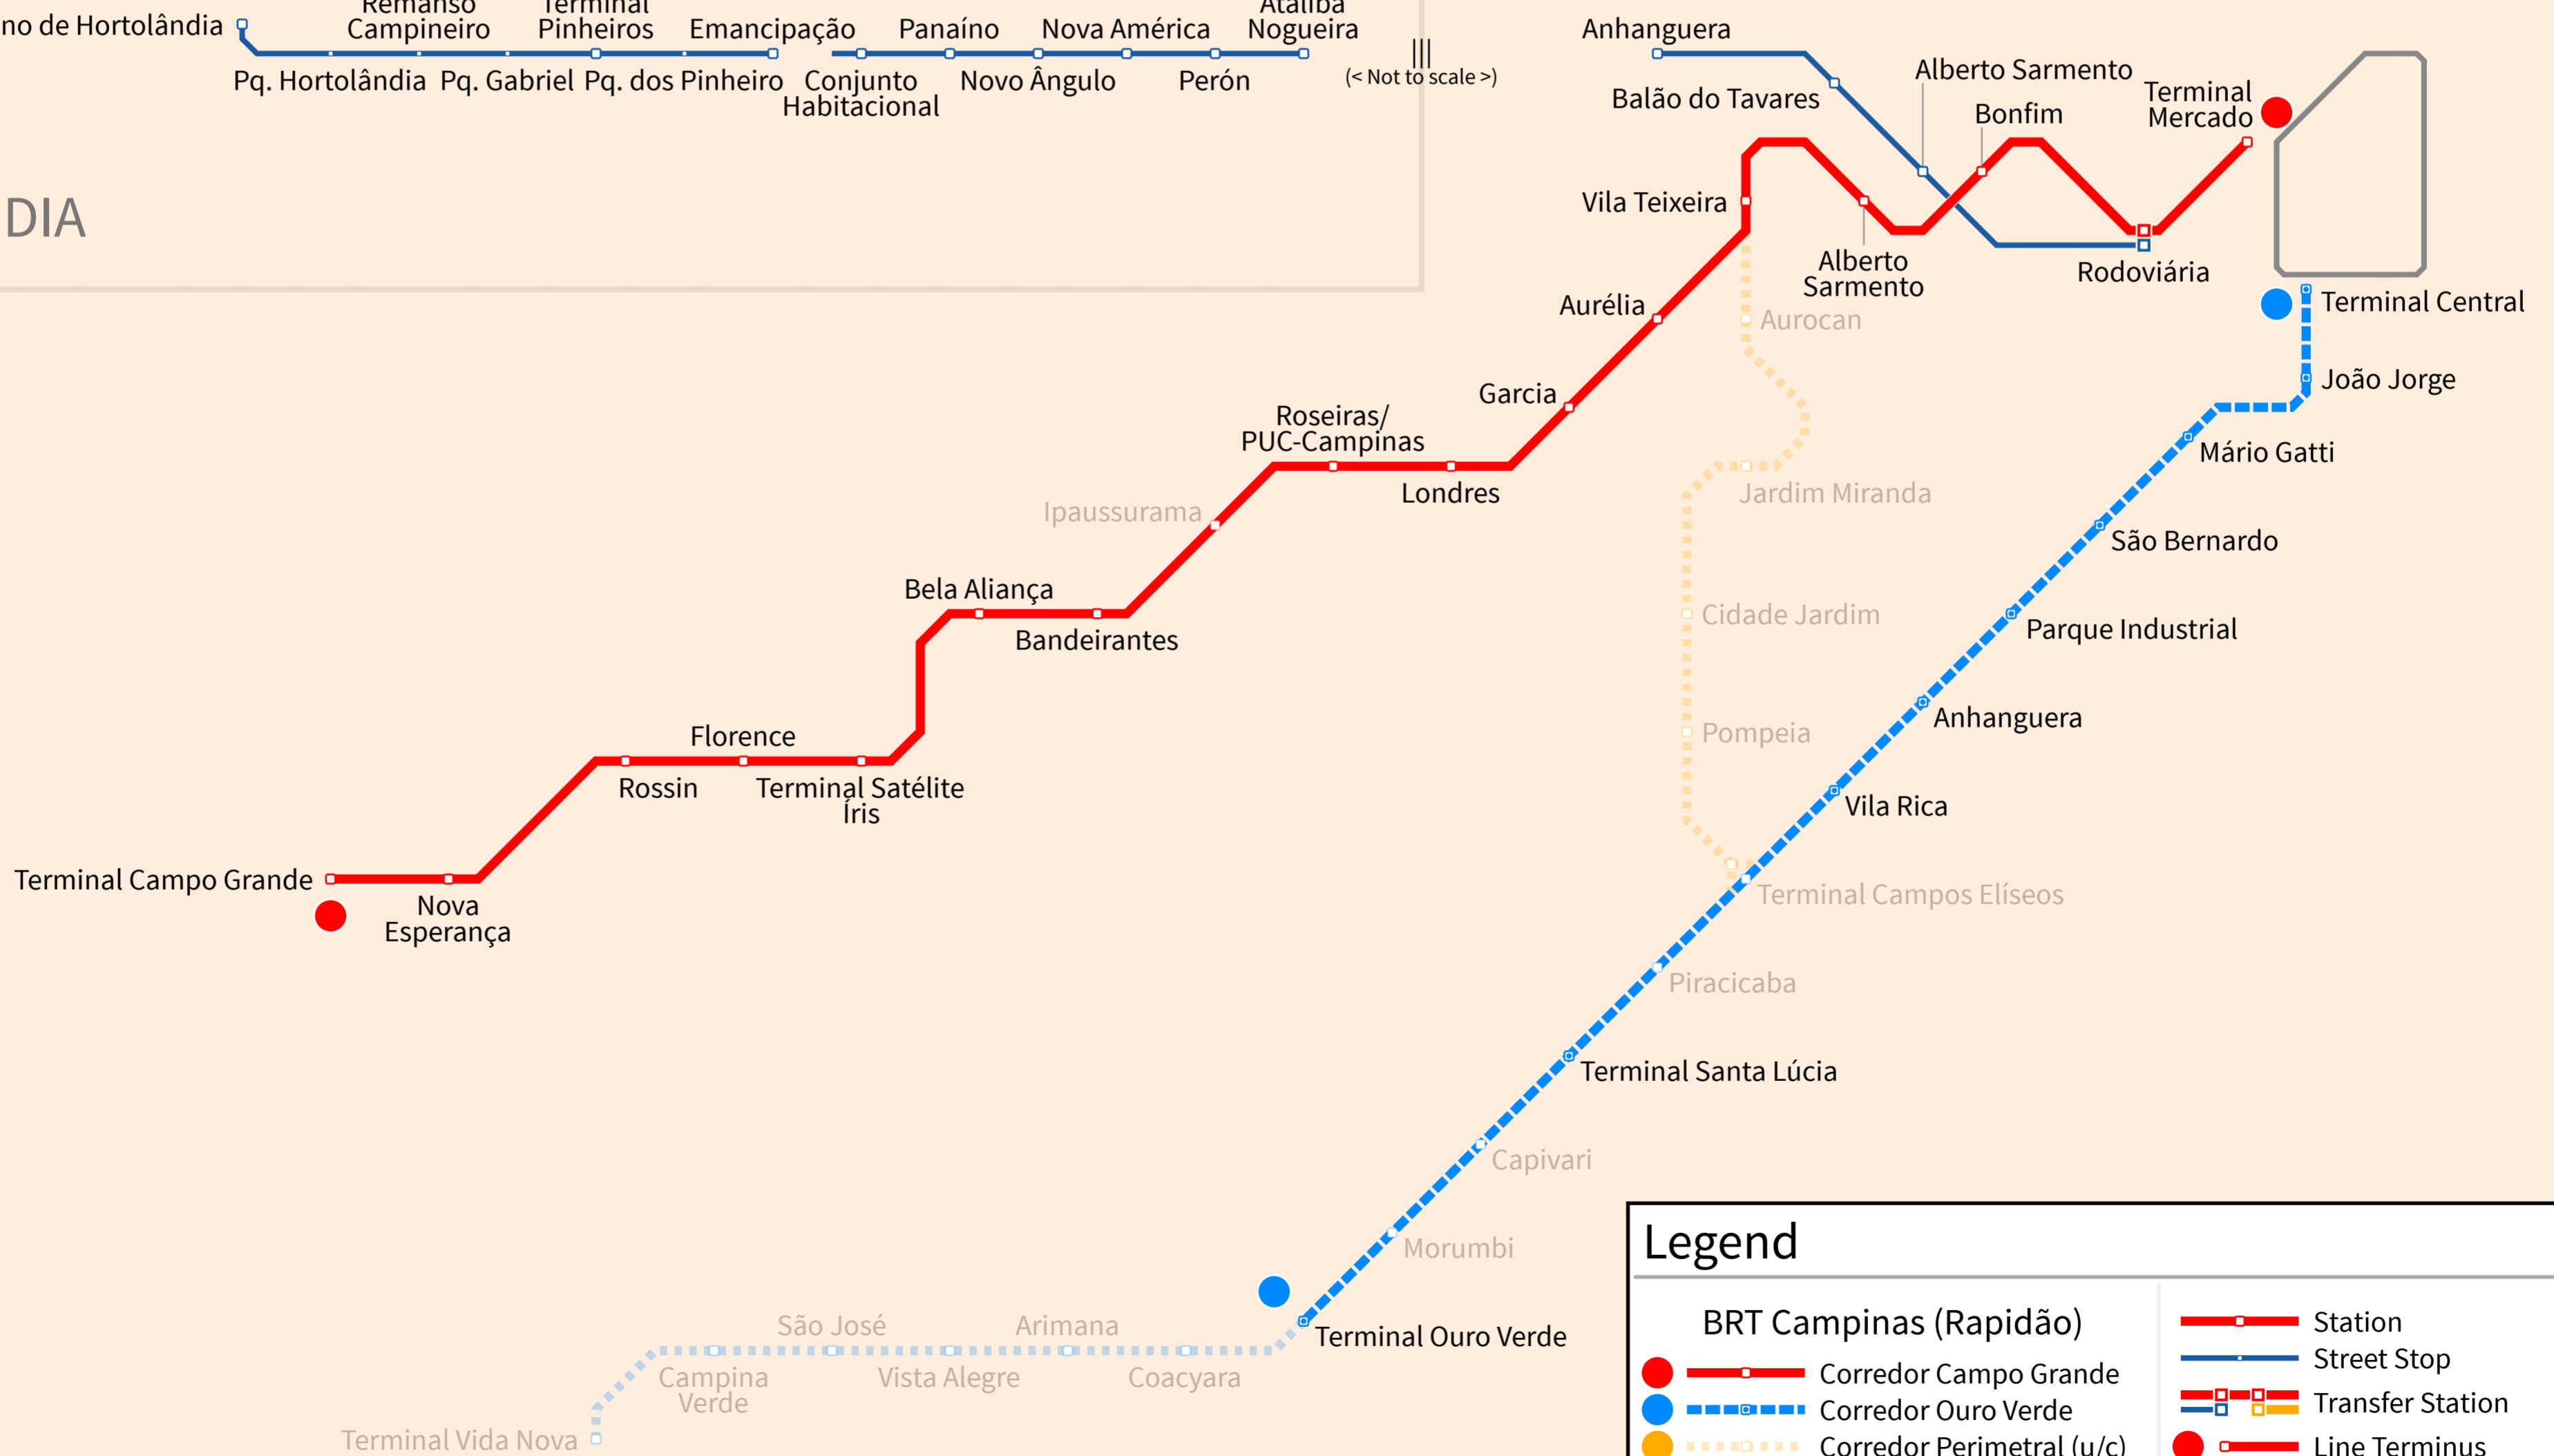 no de Hortolândia
Remanso
Campineiro
Terminal
Pinheiros
Emancipação
Panaíno
Nova América
Ataliba
Nogueira
Pq. Hortolândia
Pq. Gabriel
Pq. dos Pinheiro
Conjunto
Habitacional
Novo Ângulo
Perón
(< Not to scale >)
Anhanguera
Balão do Tavares
Alberto Sarmento
Bonfim
Terminal
Mercado
DIA
Vila Teixeira
Alberto
Sarmento
Rodoviária
Aurélia
Aurocan
Terminal Central
João Jorge
Garcia
Roseiras/
PUC-Campinas
Londres
Jardim Miranda
Mário Gatti
Ipaussurama
São Bernardo
Bela Aliança
Bandeirantes
Cidade Jardim
Parque Industrial
Florence
Rossin
Terminal Satélite
Íris
Pompeia
Anhanguera
Vila Rica
Terminal Campo Grande
Nova
Esperança
Terminal Campos Elíseos
Piracicaba
Terminal Santa Lúcia
Capivari
Morumbi
Terminal Ouro Verde
São José
Arimana
Campina
Verde
Vista Alegre
Coacyara
Terminal Vida Nova
Legend
BRT Campinas (Rapidão)
Corredor Campo Grande
Corredor Ouro Verde
Corredor Perimetral (u/c)
Station
Street Stop
Transfer Station
Line Terminus